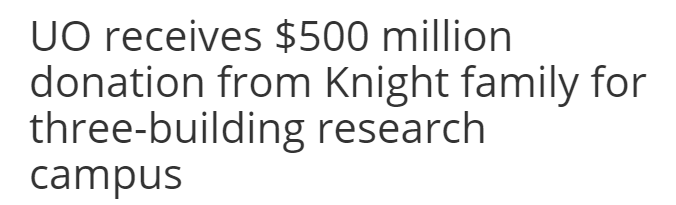 UO receives $500 million
donation from Knight family for
three-building research
campus